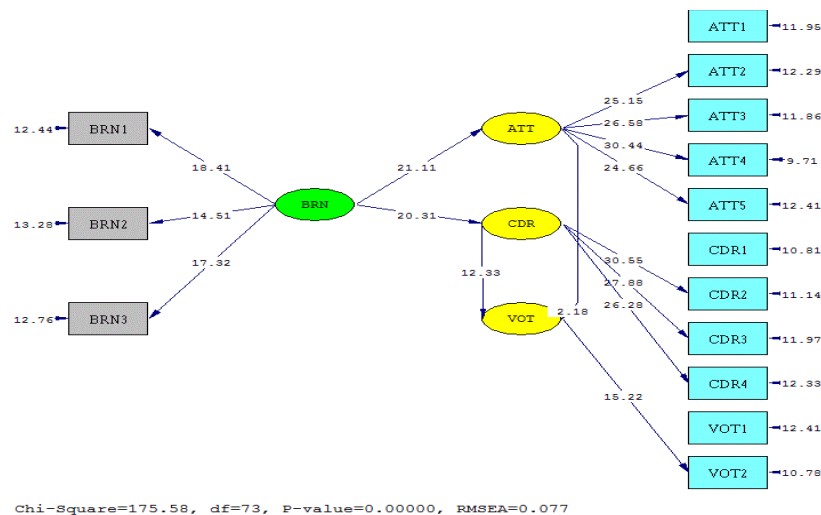 ATT1 11.95
ATT2 12.29
25.15
ATT3 11.86
26.58
12.44 BRN1 ATT
30.44 ATT4 9.71
18.41 21.11 24.66
ATT5 12.41
BRN
14.51 20.31
13.28 BRN2 CDR CDR1 10.81
17.32 12.33 30.55
27.88 CDR2 11.14
26.28
12.76 BRN3 VOT 2.18
CDR3 11.97
CDR4 12.33
15.22
VOT1 12.41
VOT2 10.78
Chi-Square=175.58, df=73, P-value=0.00000, RMSEA=0.077